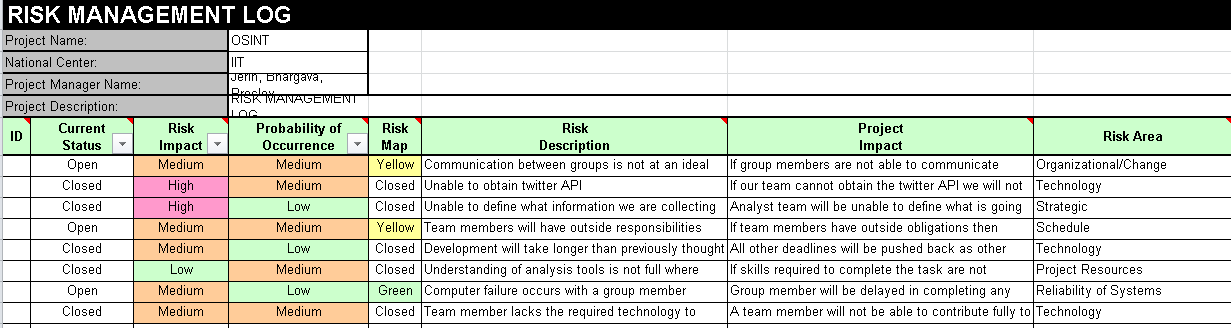 RISK MANAGEMENT LOG
Project Name: OSINT
National Center: IIT
Project Manager Name: Jerin, Bhargava,
Project Description: RISK MANAGEMENT
ID Current Status Risk Impact Probability of Occurrence Risk Map Risk Description Project Impact Risk Area
Open Medium Medium Yellow Communication between groups is not at an ideal If group members are not able to communicate Organizational/Change
Closed High Medium Closed Unable to obtain twitter API If our team cannot obtain the twitter API we will not Technology
Closed High Low Closed Unable to define what information we are collecting Analyst team will be unable to define what is going Strategic
Open Medium Medium Yellow Team members will have outside responsibilities If team members have outside obligations then Schedule
Closed Medium Low Closed Development will take longer than previously thought All other deadlines will be pushed back as other Technology
Closed Low Medium Closed Understanding of analysis tools is not full where If skills required to complete the task are not Project Resources
Open Medium Low Green Computer failure occurs with a group member Group member will be delayed in completing any Reliability of Systems
Closed Medium Medium Closed Team member lacks the required technology to A team member will not be able to contribute fully to Technology